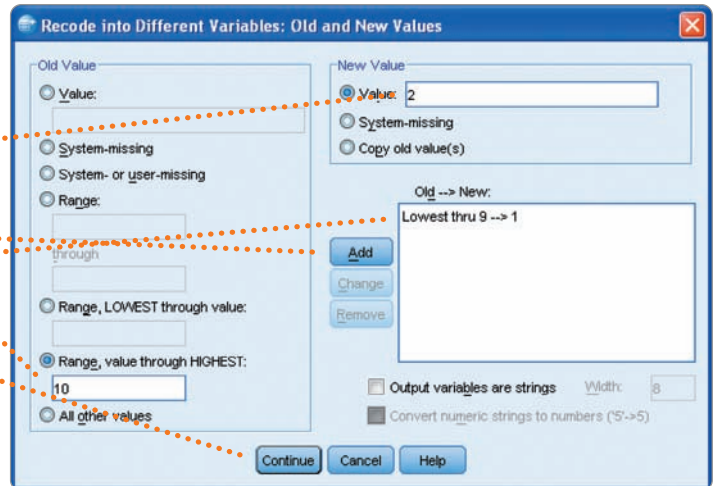 Recode into Different Variables: Old and New Values
Old Value
Value:
System-missing
System- or user-missing
Range:
through
Range, LOWEST through value:
Range, value through HIGHEST:
10
All other values
New Value
Value: 2
System-missing
Copy old value(s)
Old --> New:
Lowest thru 9 --> 1
Add
Change
Remove
Output variables are strings Width: 8
Convert numeric strings to numbers ('5'->5)
Continue Cancel Help